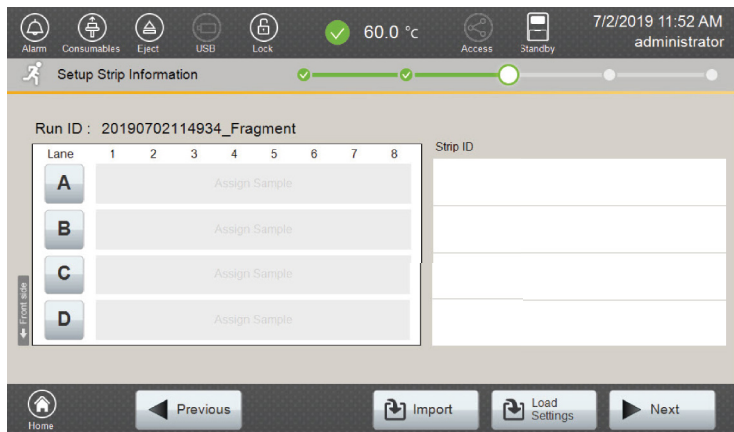 Alarm Consumables Eject USB Lock 60.0 °c Access Standby 7/2/2019 11:52 AM
administrator
Setup Strip Information
Run ID : 20190702114934_Fragment
Lane 1 2 3 4 5 6 7 8 Strip ID
A Assign Sample
B Assign Sample
C Assign Sample
D Assign Sample
Front side
Home Previous Import Load Settings Next